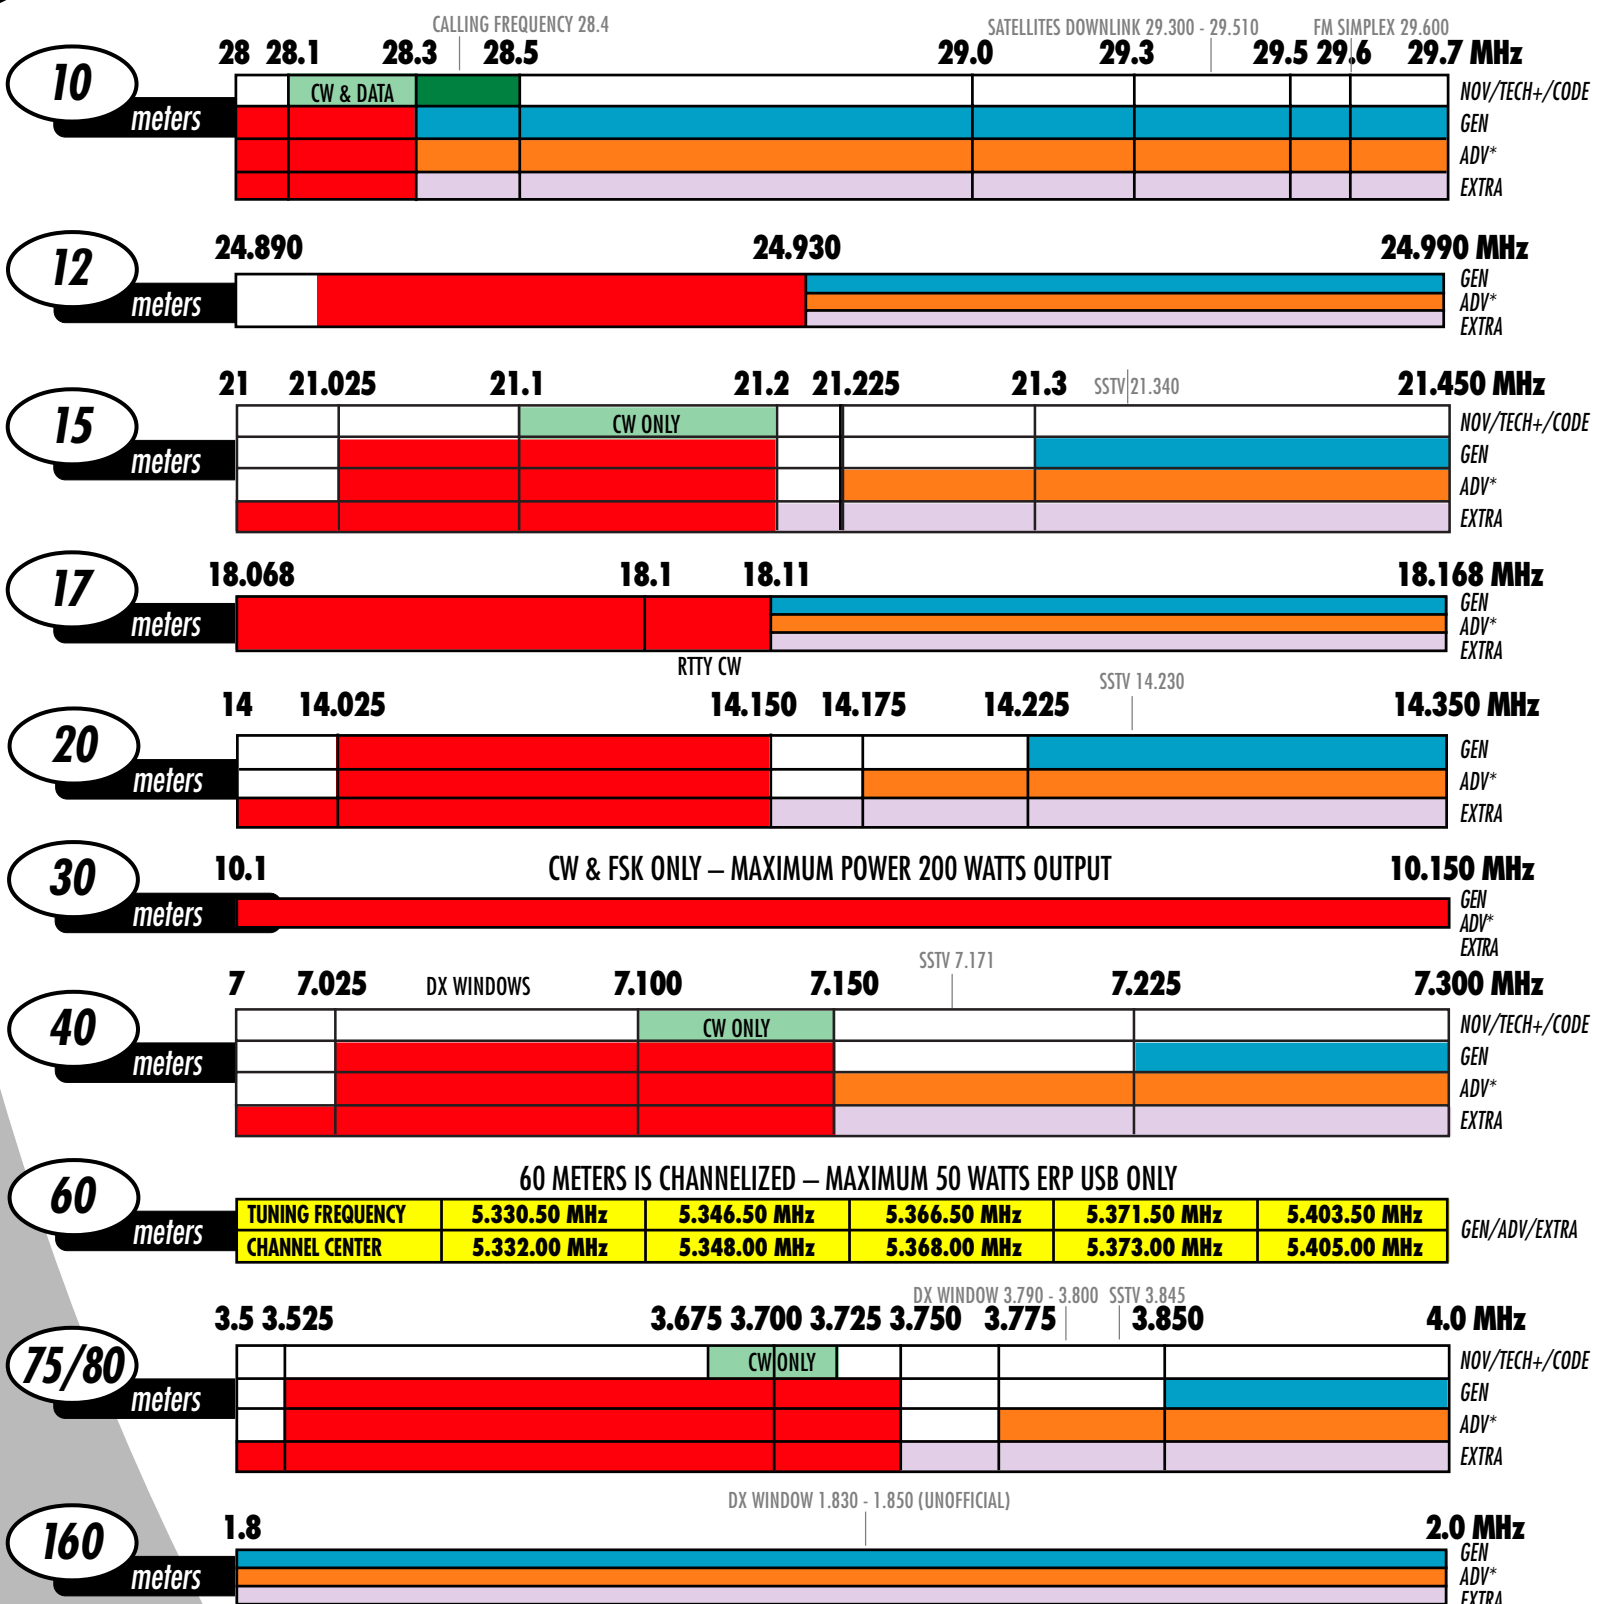 CALLING FREQUENCY 28.4 SATELLITES DOWNLINK 29.300 - 29.510 FM SIMPLEX 29.600
28 28.1 28.3 28.5 29.0 29.3 29.5 29.6 29.7 MHz
10 meters
CW & DATA
NOV/TECH+/CODE
GEN
ADV*
EXTRA
24.890 24.930 24.990 MHz
12 meters
GEN
ADV*
EXTRA
21 21.025 21.1 21.2 21.225 21.3 SSTV 21.340 21.450 MHz
15 meters
CW ONLY
NOV/TECH+/CODE
GEN
ADV*
EXTRA
18.068 18.1 18.11 18.168 MHz
17 meters
GEN
ADV*
EXTRA
RTTY CW
SSTV 14.230
14 14.025 14.150 14.175 14.225 14.350 MHz
20 meters
GEN
ADV*
EXTRA
10.1 CW & FSK ONLY – MAXIMUM POWER 200 WATTS OUTPUT 10.150 MHz
30 meters
GEN
ADV*
EXTRA
SSTV 7.171
7 7.025 DX WINDOWS 7.100 7.150 7.225 7.300 MHz
40 meters
CW ONLY
NOV/TECH+/CODE
GEN
ADV*
EXTRA
60 METERS IS CHANNELIZED – MAXIMUM 50 WATTS ERP USB ONLY
60 meters
TUNING FREQUENCY 5.330.50 MHz 5.346.50 MHz 5.366.50 MHz 5.371.50 MHz 5.403.50 MHz
CHANNEL CENTER 5.332.00 MHz 5.348.00 MHz 5.368.00 MHz 5.373.00 MHz 5.405.00 MHz
GEN/ADV/EXTRA
DX WINDOW 3.790 - 3.800 SSTV 3.845
3.5 3.525 3.675 3.700 3.725 3.750 3.775 3.850 4.0 MHz
75/80 meters
CW ONLY
NOV/TECH+/CODE
GEN
ADV*
EXTRA
DX WINDOW 1.830 - 1.850 (UNOFFICIAL)
1.8 2.0 MHz
160 meters
GEN
ADV*
EXTRA